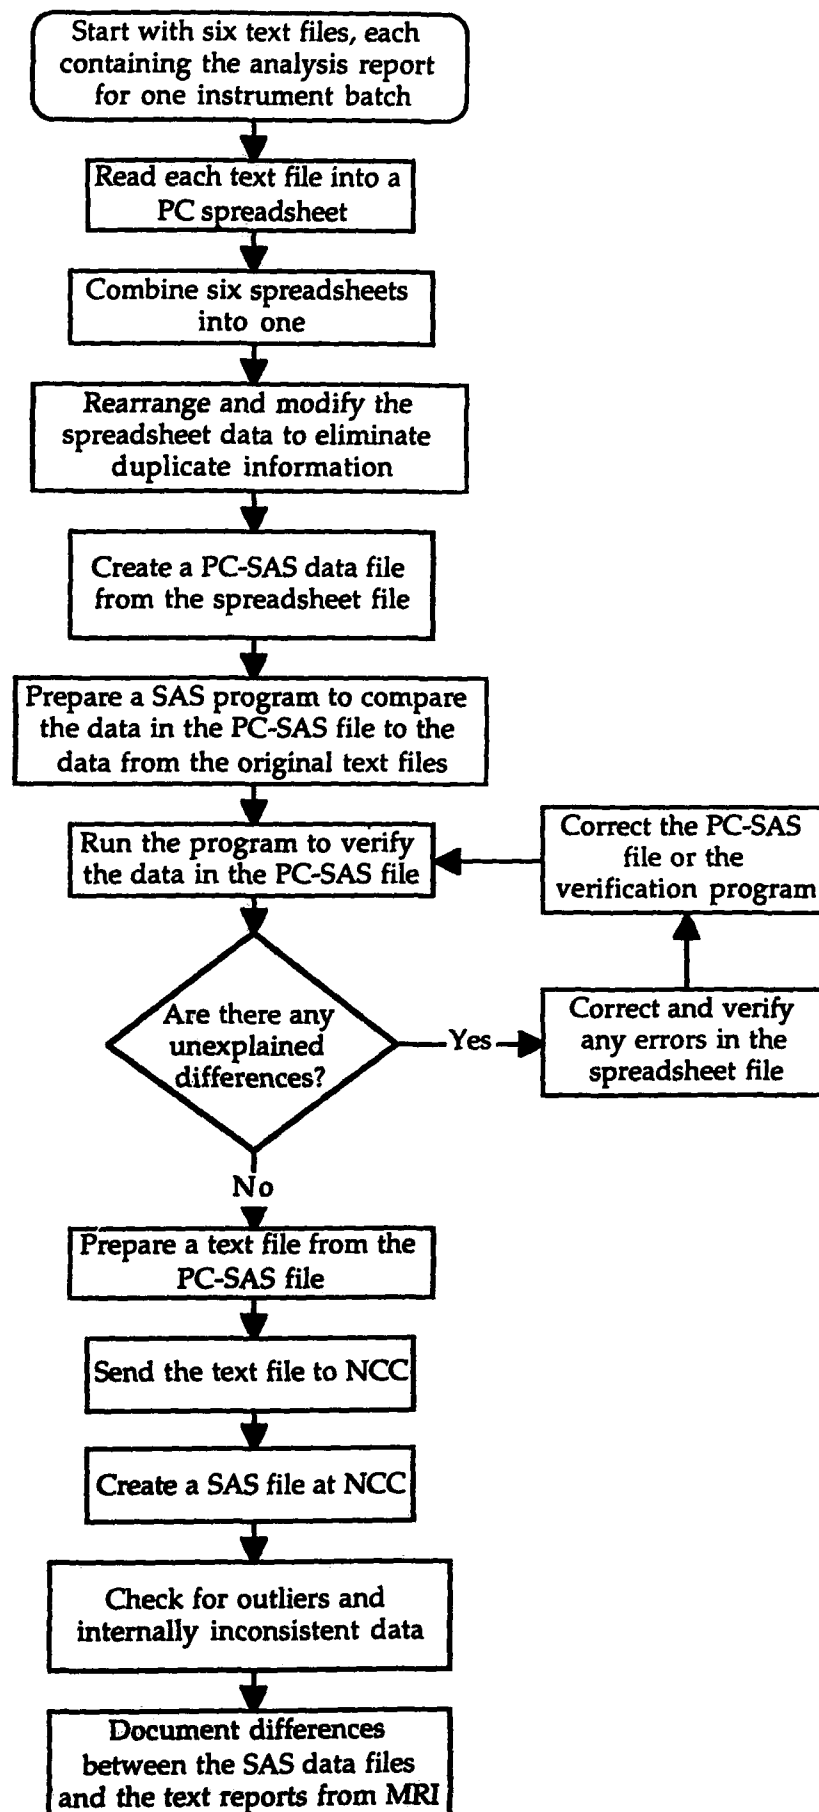 Start with six text files, each
containing the analysis report
for one instrument batch
Read each text file into a
PC spreadsheet
Combine six spreadsheets
into one
Rearrange and modify the
spreadsheet data to eliminate
duplicate information
Create a PC-SAS data file
from the spreadsheet file
Prepare a SAS program to compare
the data in the PC-SAS file to the
data from the original text files
Run the program to verify
the data in the PC-SAS file
Correct the PC-SAS
file or the
verification program
Are there any
unexplained
differences?
Yes
Correct and verify
any errors in the
spreadsheet file
No
Prepare a text file from the
PC-SAS file
Send the text file to NCC
Create a SAS file at NCC
Check for outliers and
internally inconsistent data
Document differences
between the SAS data files
and the text reports from MRI